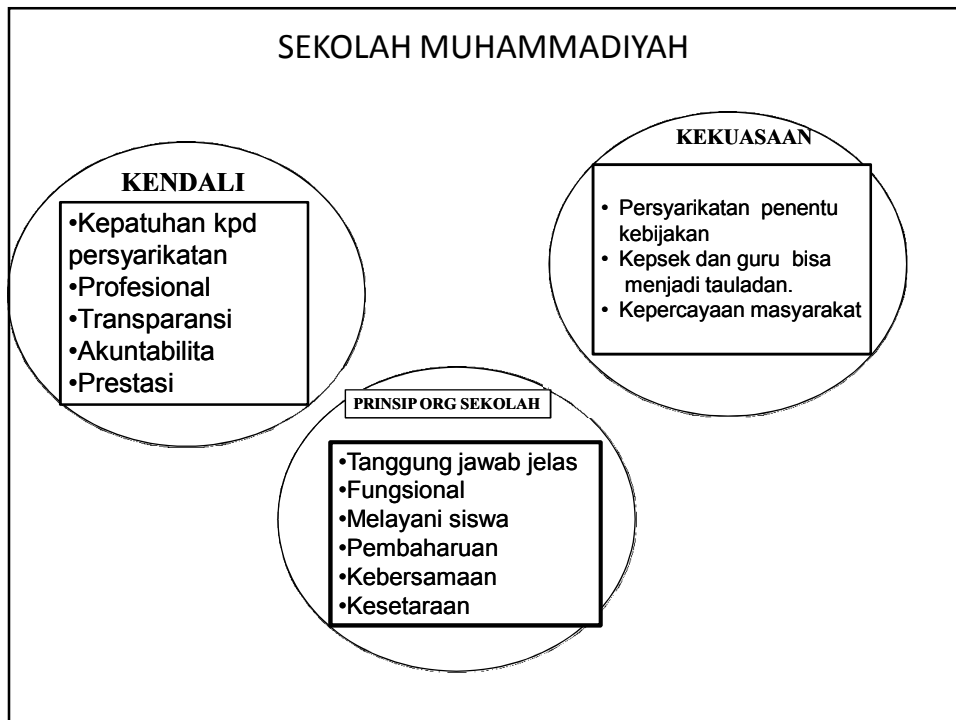 SEKOLAH MUHAMMADIYAH
KENDALI
•Kepatuhan kpd
persyarikatan
•Profesional
•Transparansi
•Akuntabilita
•Prestasi
KEKUASAAN
• Persyarikatan penentu
kebijakan
• Kepsek dan guru bisa
menjadi tauladan.
• Kepercayaan masyarakat
PRINSIP ORG SEKOLAH
•Tanggung jawab jelas
•Fungsional
•Melayani siswa
•Pembaharuan
•Kebersamaan
•Kesetaraan